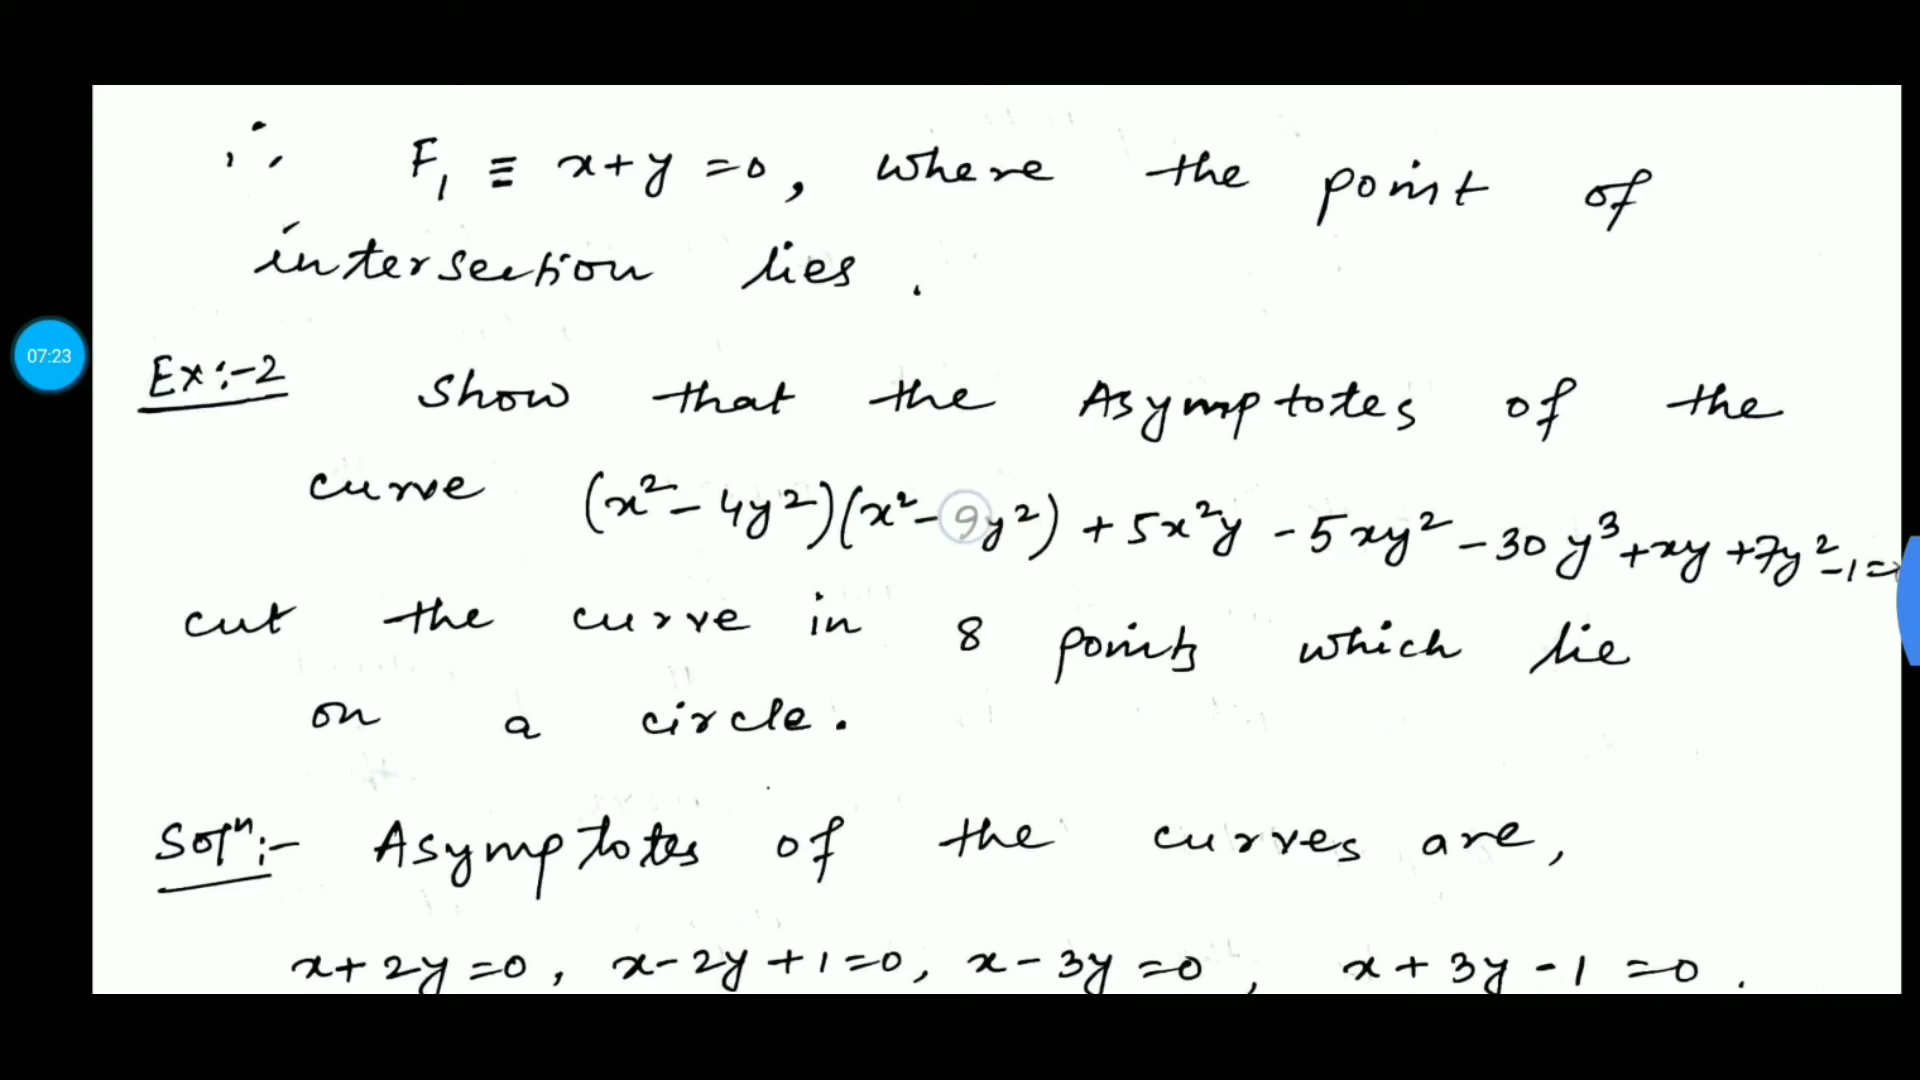 ∴ F₁ ≡ x+y =0, where the point of
intersection lies.
07:23
Ex:-2 Show that the Asymptotes of the
curve (x²- 4y²)(x²- 9y²) + 5x²y - 5xy² - 30y³ + xy + 7y² - 1 =
cut the curve in 8 points which lie
on a circle.
Solⁿ:- Asymptotes of the curves are,
x+2y =0, x-2y +1=0, x-3y =0, x+3y -1 =0.